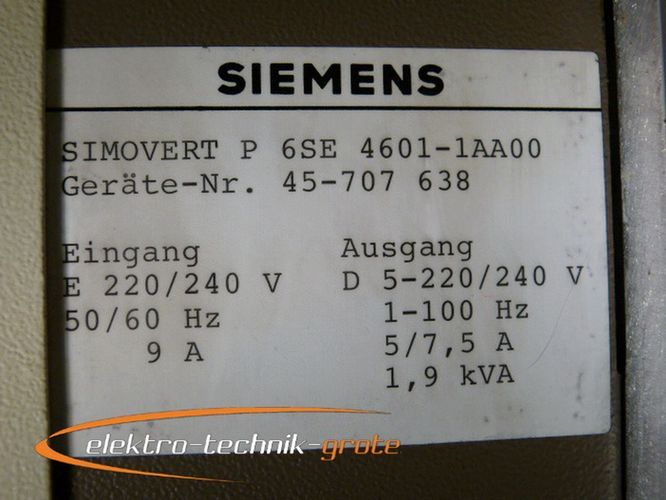 SIEMENS
SIMOVERT P 6SE 4601-1AA00
Geräte-Nr. 45-707 638
Eingang
E 220/240 V
50/60 Hz
9 A
Ausgang
D 5-220/240 V
1-100 Hz
5/7,5 A
1,9 kVA
elektro-technik-grote